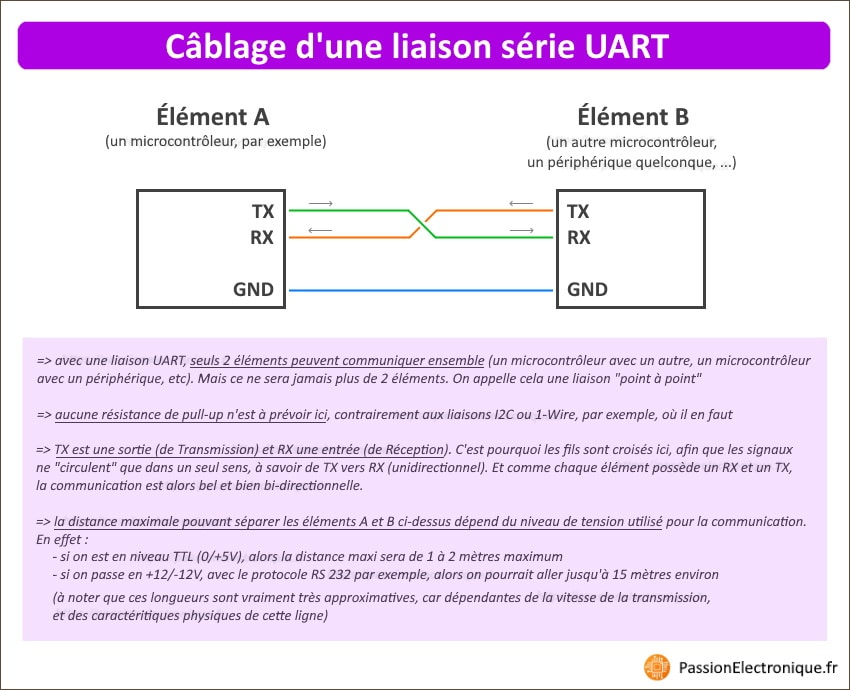 Câblage d'une liaison série UART
Élément A
(un microcontrôleur, par exemple)
Élément B
(un autre microcontrôleur,
un périphérique quelconque, ...)
TX
RX
GND
TX
RX
GND
=> avec une liaison UART, seuls 2 éléments peuvent communiquer ensemble (un microcontrôleur avec un autre, un microcontrôleur
avec un périphérique, etc). Mais ce ne sera jamais plus de 2 éléments. On appelle cela une liaison "point à point"
=> aucune résistance de pull-up n'est à prévoir ici, contrairement aux liaisons I2C ou 1-Wire, par exemple, où il en faut
=> TX est une sortie (de Transmission) et RX une entrée (de Réception). C'est pourquoi les fils sont croisés ici, afin que les signaux
ne "circulent" que dans un seul sens, à savoir de TX vers RX (unidirectionnel). Et comme chaque élément possède un RX et un TX,
la communication est alors bel et bien bi-directionnelle.
=> la distance maximale pouvant séparer les éléments A et B ci-dessus dépend du niveau de tension utilisé pour la communication.
En effet :
- si on est en niveau TTL (0/+5V), alors la distance maxi sera de 1 à 2 mètres maximum
- si on passe en +12/-12V, avec le protocole RS 232 par exemple, alors on pourrait aller jusqu'à 15 mètres environ
(à noter que ces longueurs sont vraiment très approximatives, car dépendantes de la vitesse de la transmission,
et des caractéritiques physiques de cette ligne)
PassionElectronique.fr